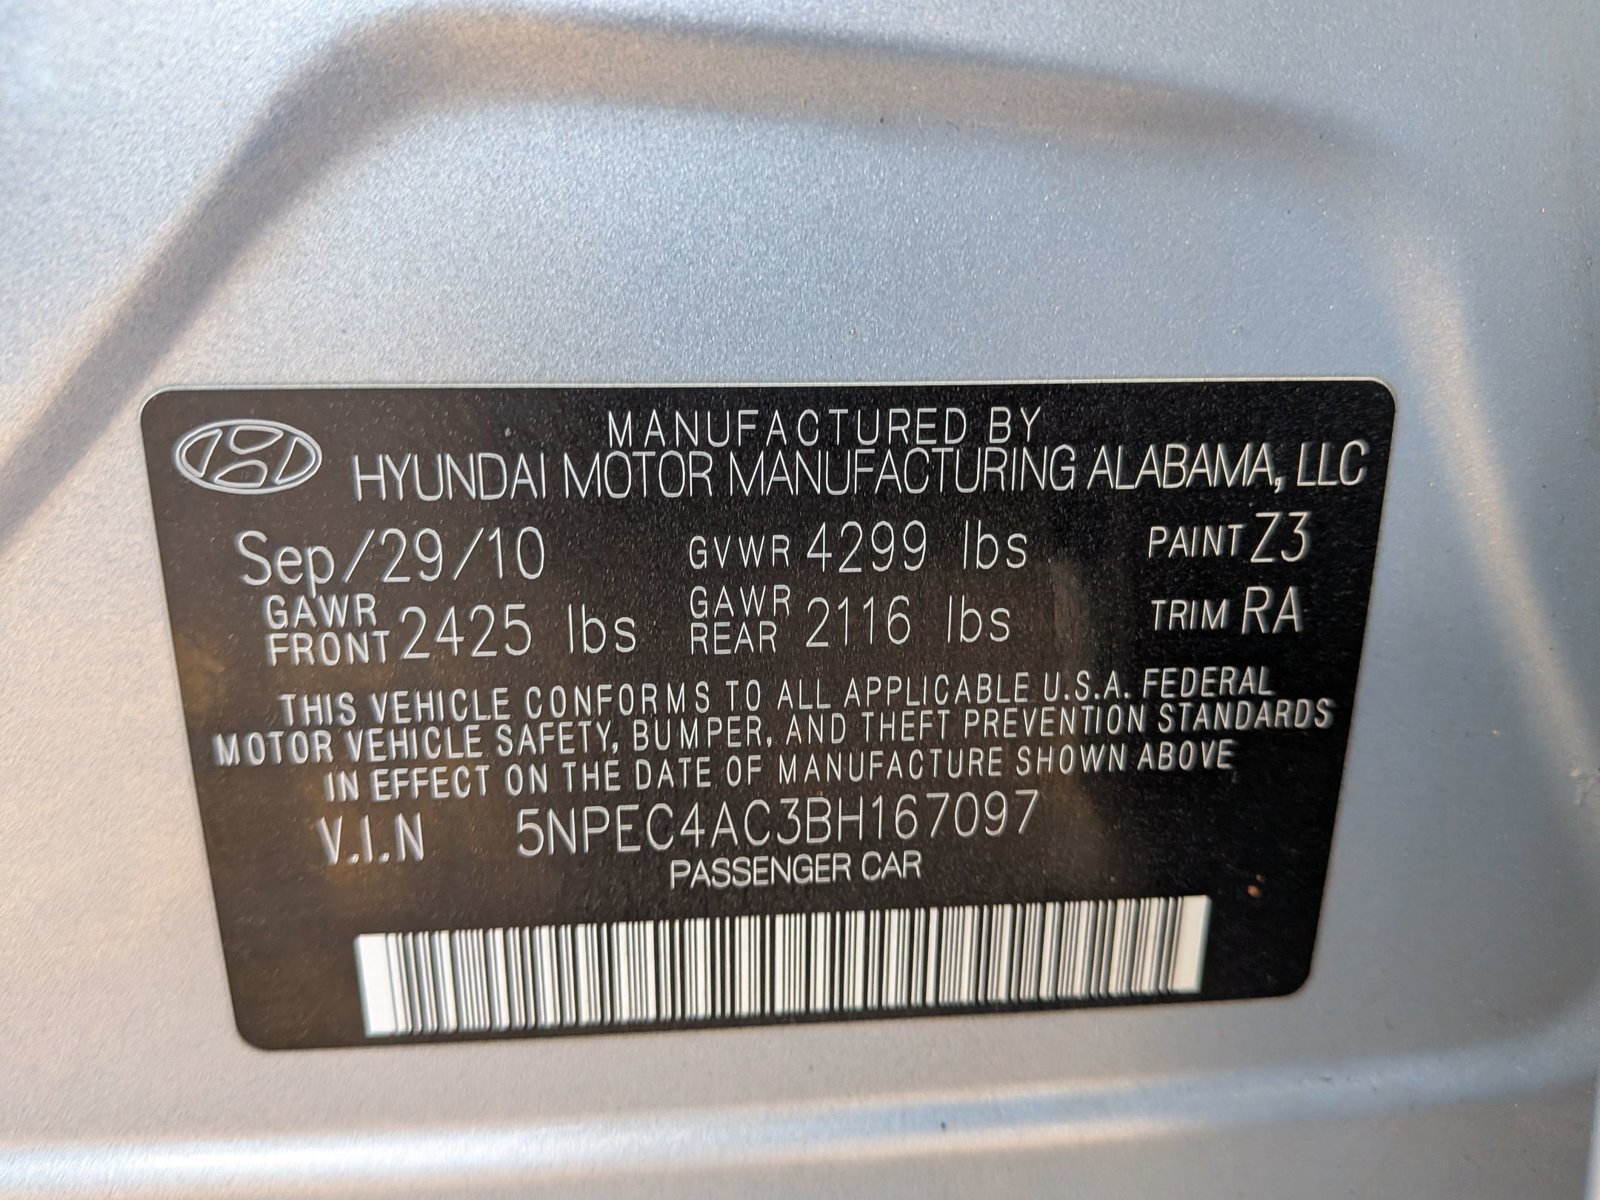 MANUFACTURED BY
HYUNDAI MOTOR MANUFACTURING ALABAMA, LLC
Sep/29/10 GVWR 4299 lbs PAINT Z3
GAWR FRONT 2425 lbs GAWR REAR 2116 lbs TRIM RA
THIS VEHICLE CONFORMS TO ALL APPLICABLE U.S.A. FEDERAL
MOTOR VEHICLE SAFETY, BUMPER, AND THEFT PREVENTION STANDARDS
IN EFFECT ON THE DATE OF MANUFACTURE SHOWN ABOVE
V.I.N 5NPEC4AC3BH167097
PASSENGER CAR